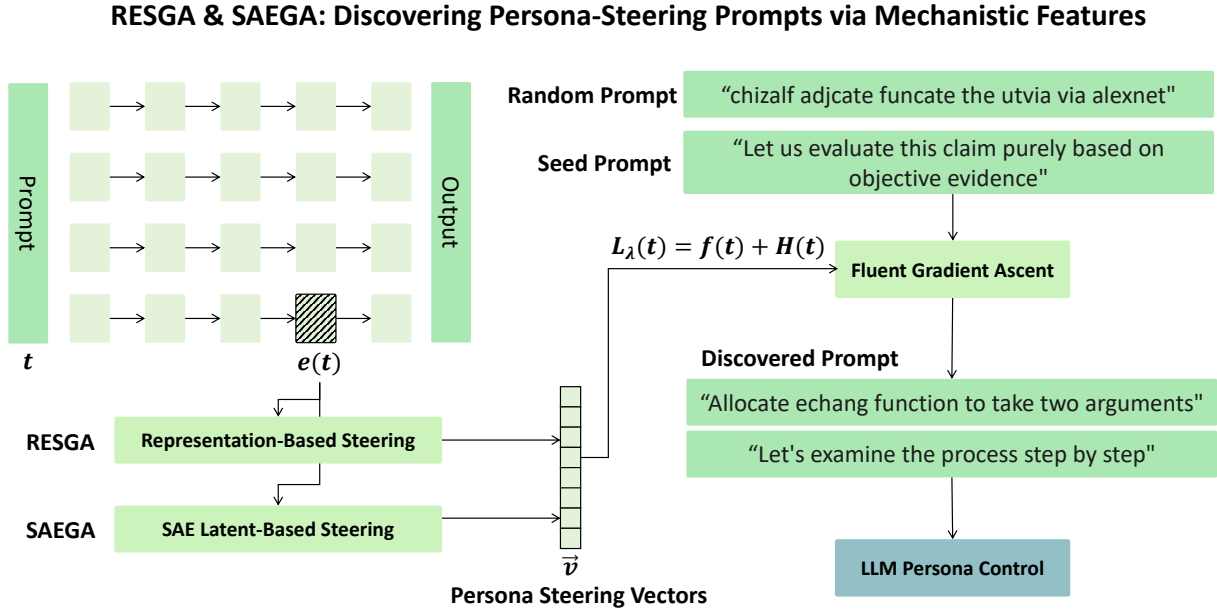 RESGA & SAEGA: Discovering Persona-Steering Prompts via Mechanistic Features
Prompt
Output
t
e(t)
RESGA
Representation-Based Steering
SAEGA
SAE Latent-Based Steering
v⃗
Persona Steering Vectors
Random Prompt
“chizalf adjcate funcate the utvia via alexnet"
Seed Prompt
“Let us evaluate this claim purely based on
objective evidence"
L_λ(t) = f(t) + H(t)
Fluent Gradient Ascent
Discovered Prompt
“Allocate echang function to take two arguments"
“Let's examine the process step by step"
LLM Persona Control